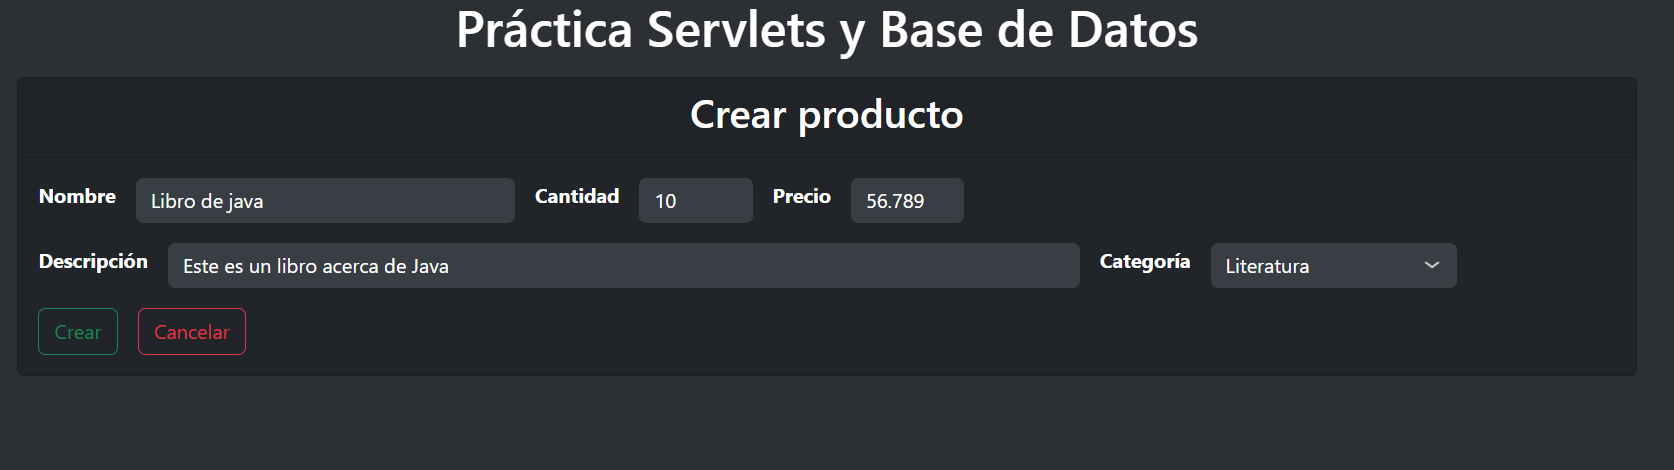 Práctica Servlets y Base de Datos
Crear producto
Nombre Libro de java Cantidad 10 Precio 56.789
Descripción Este es un libro acerca de Java Categoría Literatura
Crear Cancelar